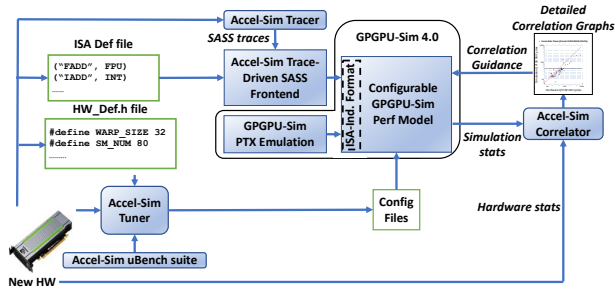 Accel-Sim Tracer
Detailed
Correlation Graphs
ISA Def file
SASS traces
GPGPU-Sim 4.0
("FADD", FPU)
("IADD", INT)
……
Accel-Sim Trace-
Driven SASS
Frontend
ISA-Ind. Format
Configurable
GPGPU-Sim
Perf Model
Correlation
Guidance
HW_Def.h file
#define WARP_SIZE 32
#define SM_NUM 80
………
GPGPU-Sim
PTX Emulation
Simulation
stats
Accel-Sim
Correlator
Accel-Sim
Tuner
Config
Files
Hardware stats
Accel-Sim uBench suite
New HW